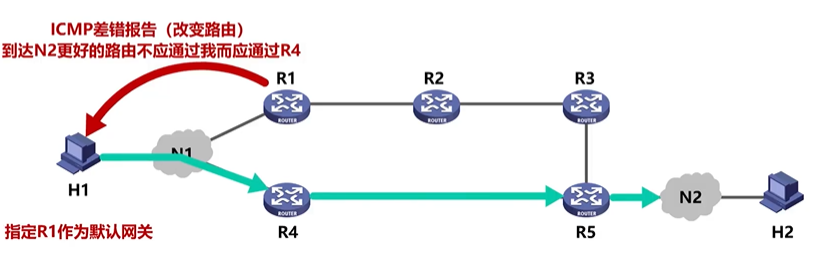 ICMP差错报告（改变路由）
到达N2更好的路由不应通过我而应通过R4
R1
R2
R3
ROUTER
ROUTER
ROUTER
N1
H1
N2
ROUTER
ROUTER
指定R1作为默认网关
R4
R5
H2